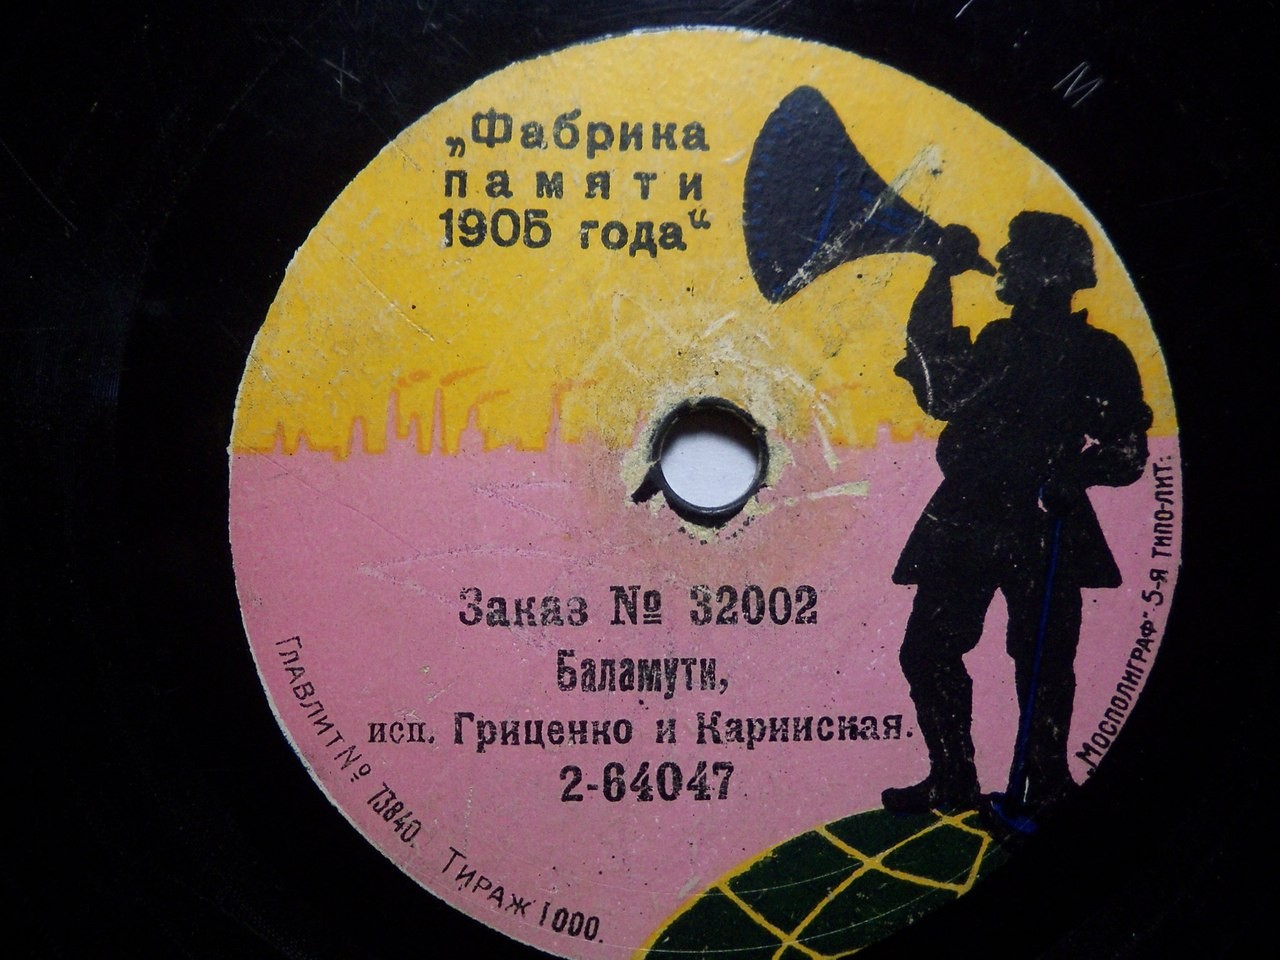 „Фабрика
памяти
1905 года“
Заказ № 32002
Баламути,
исп. Гриценко и Кариинская.
2-64047
Главлит № 73840. Тираж 1000.
„Мосполиграф“ 5-я типо-лит: